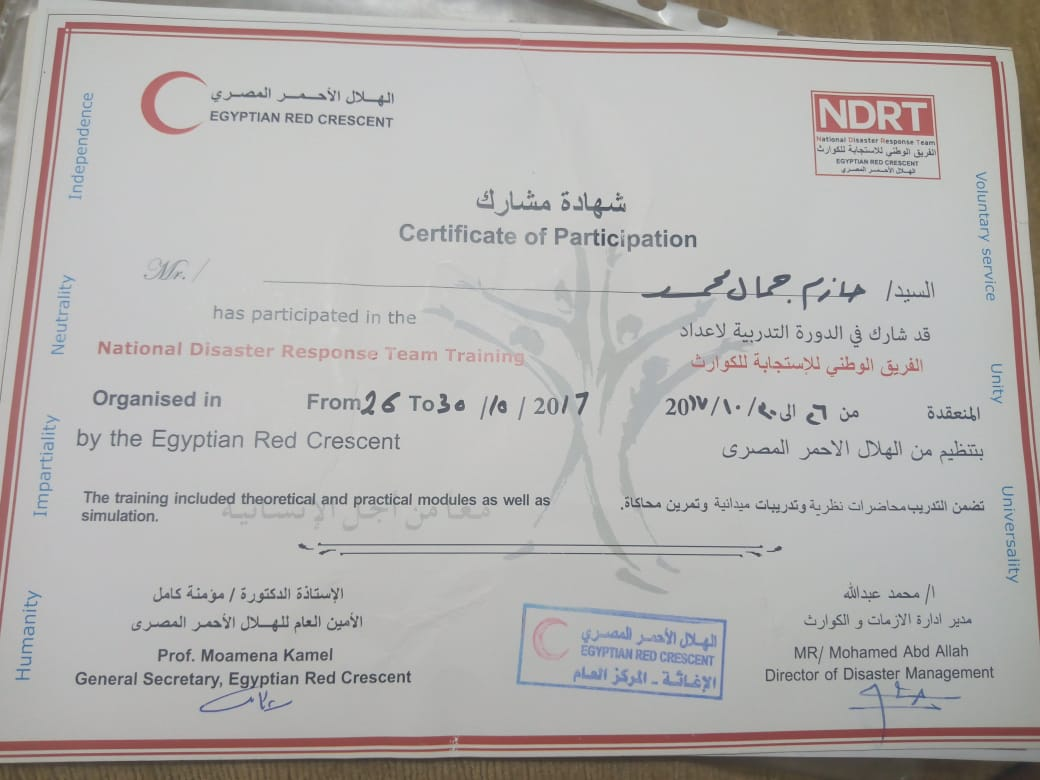 الهلال الأحمر المصري
EGYPTIAN RED CRESCENT
NDRT
National Disaster Response Team
الفريق الوطني للاستجابة للكوارث
EGYPTIAN RED CRESCENT
الهلال الأحمر المصري
Independence
Neutrality
Impartiality
Humanity
Voluntary service
Unity
Universality
شهادة مشارك
Certificate of Participation
Mr./
السيد/ حازم جمال محمد
has participated in the
قد شارك في الدورة التدربية لاعداد
National Disaster Response Team Training
الفريق الوطني للإستجابة للكوارث
Organised in From 26 To 30 /10 / 2017
المنعقدة من ٢٦ الى ٣٠/١٠/20١٧
by the Egyptian Red Crescent
بتنظيم من الهلال الاحمر المصرى
The training included theoretical and practical modules as well as
simulation.
تضمن التدريب محاضرات نظرية وتدريبات ميدانية وتمرين محاكاة.
معا من أجل الإنسانية
الإستاذة الدكتورة / مؤمنة كامل
الأمين العام للهلال الأحمر المصرى
Prof. Moamena Kamel
General Secretary, Egyptian Red Crescent
الهلال الأحمر المصري
EGYPTIAN RED CRESCENT
الإغاثة - المركز العام
ا/ محمد عبدالله
مدير ادارة الازمات و الكوارث
MR/ Mohamed Abd Allah
Director of Disaster Management